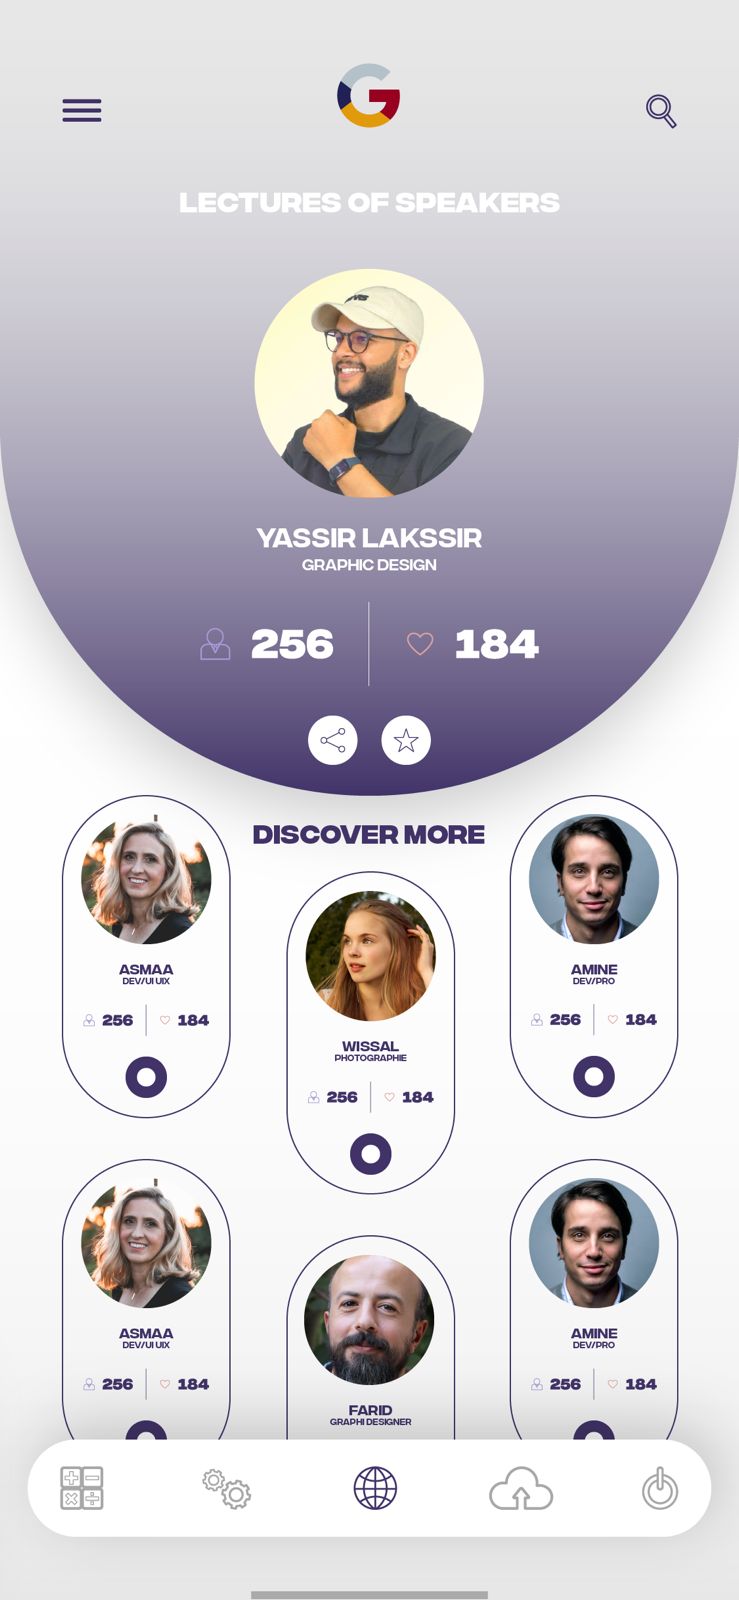 G
LECTURES OF SPEAKERS
YASSIR LAKSSIR
GRAPHIC DESIGN
256
184
DISCOVER MORE
ASMAA
DEV/UI UIX
256 184
WISSAL
PHOTOGRAPHIE
256 184
AMINE
DEV/PRO
256 184
ASMAA
DEV/UI UIX
256 184
FARID
GRAPHI DESIGNER
AMINE
DEV/PRO
256 184